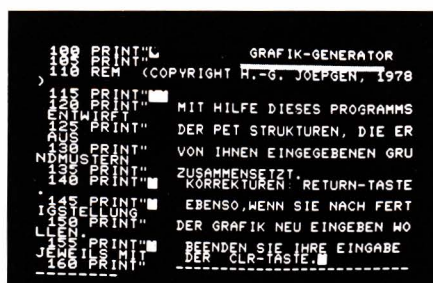 100 PRINT" GRAFIK-GENERATOR
105 PRINT"
110 REM (COPYRIGHT H.-G. JOEPGEN, 1978
)
115 PRINT"
120 PRINT" MIT HILFE DIESES PROGRAMMS
ENTWIRFT
125 PRINT" DER PET STRUKTUREN, DIE ER
AUS
130 PRINT" VON IHNEN EINGEGEBENEN GRU
NDMUSTERN
135 PRINT" ZUSAMMENSETZT.
140 PRINT" KORREKTUREN: RETURN-TASTE
.
145 PRINT" EBENSO,WENN SIE NACH FERT
IGSTELLUNG
150 PRINT" DER GRAFIK NEU EINGEBEN WO
LLEN.
155 PRINT" BEENDEN SIE IHRE EINGABE
JEWEILS MIT
160 PRINT" DER CLR-TASTE.